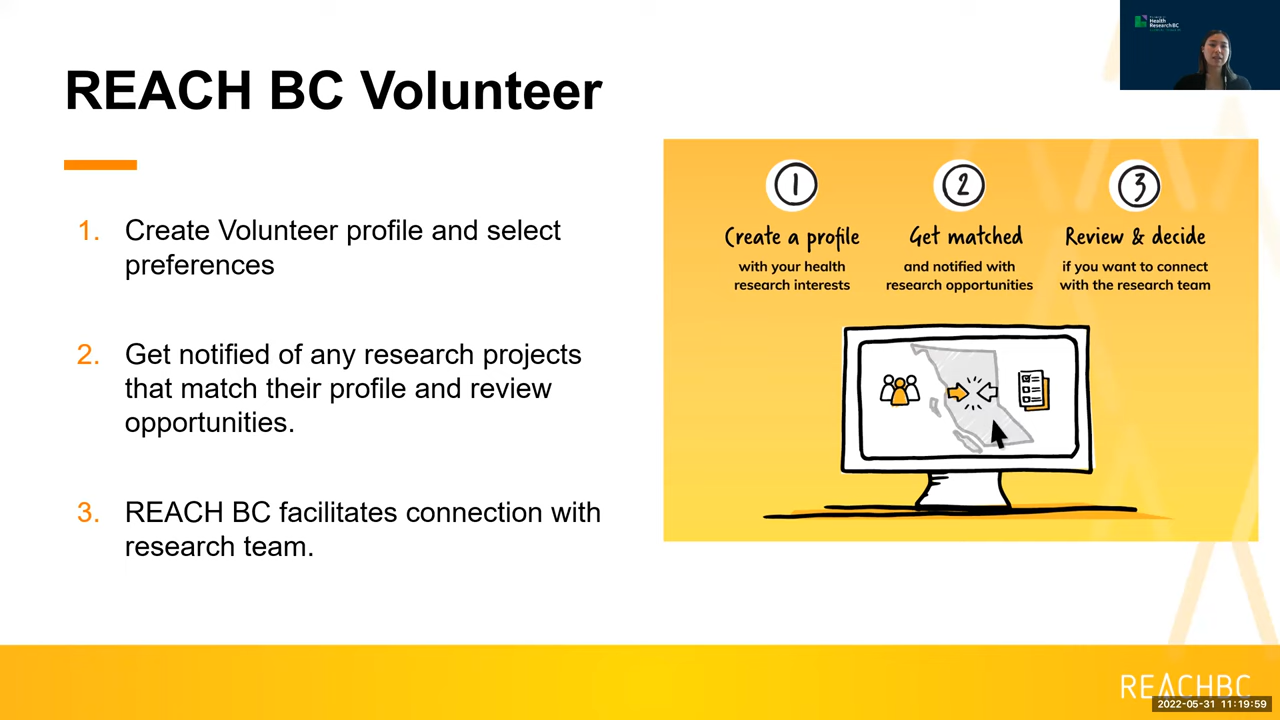 REACH BC Volunteer
1. Create Volunteer profile and select
preferences
2. Get notified of any research projects
that match their profile and review
opportunities.
3. REACH BC facilitates connection with
research team.
1
Create a profile
with your health
research interests
2
Get matched
and notified with
research opportunities
3
Review & decide
if you want to connect
with the research team
Health
ResearchBC
REACHBC
2022-05-31 11:19:59